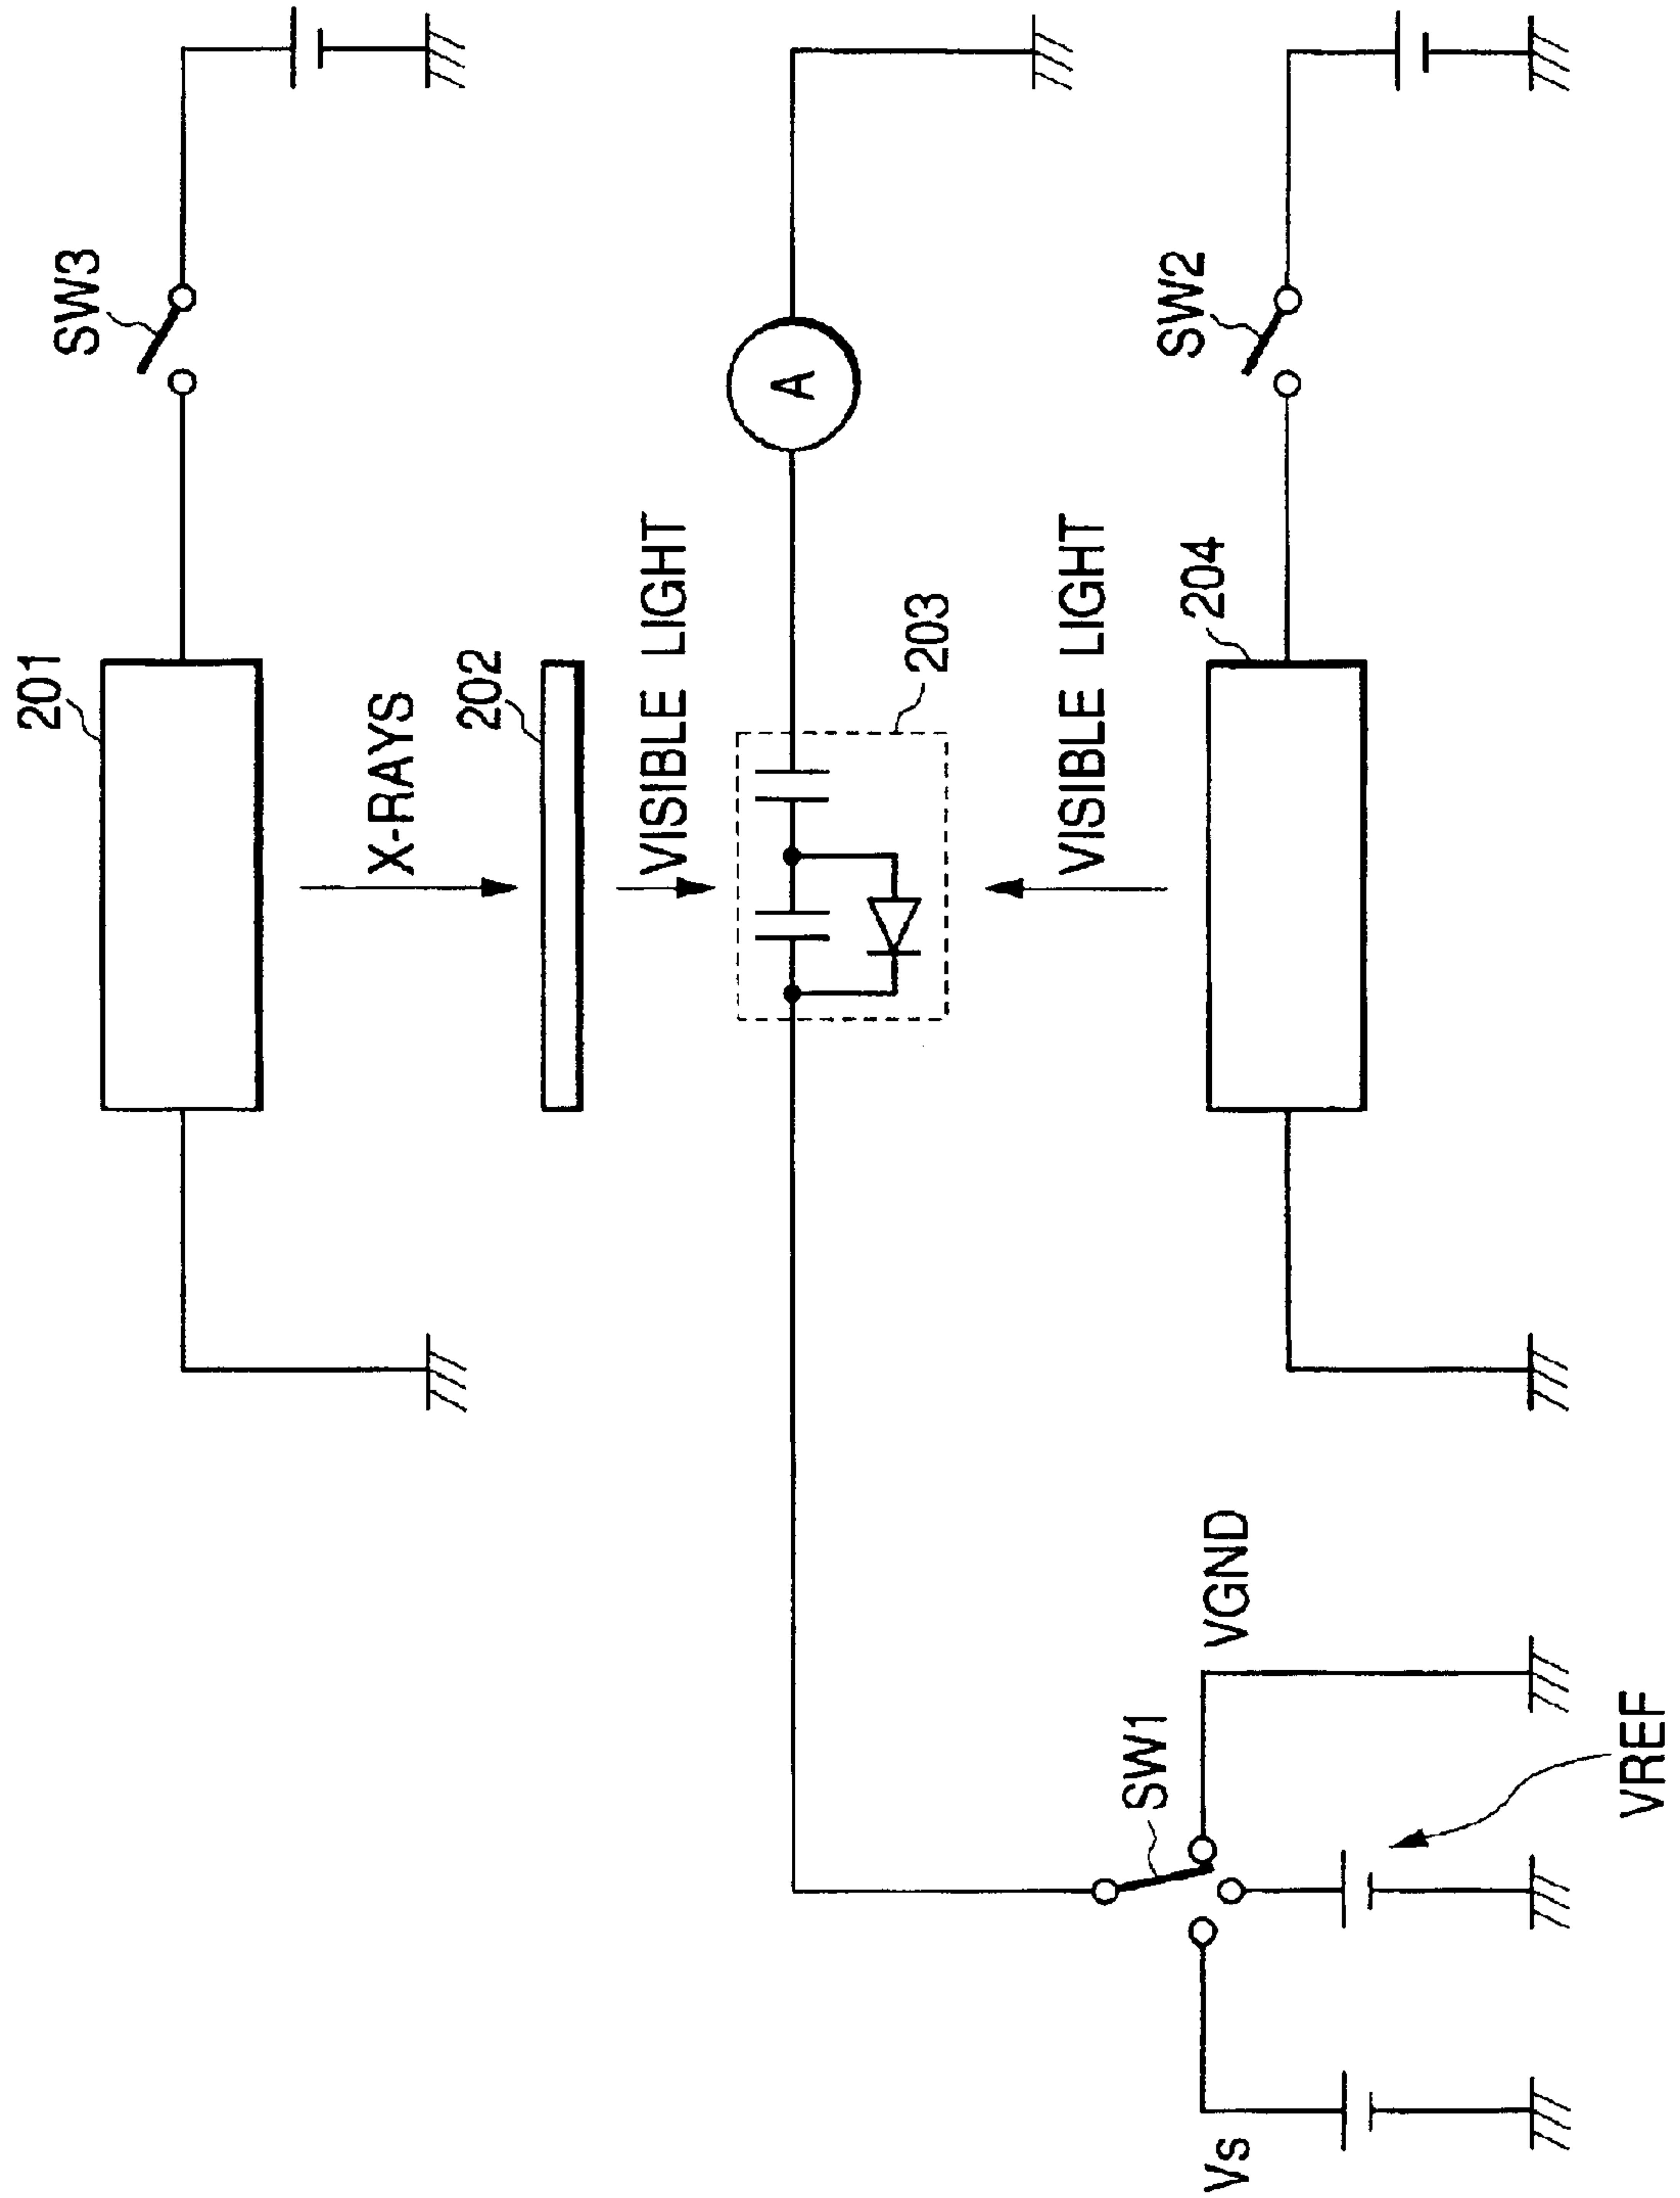 201
SW3
X-RAYS
202
VISIBLE LIGHT
A
203
VISIBLE LIGHT
204
SW2
SW1
VGND
Vs
VREF